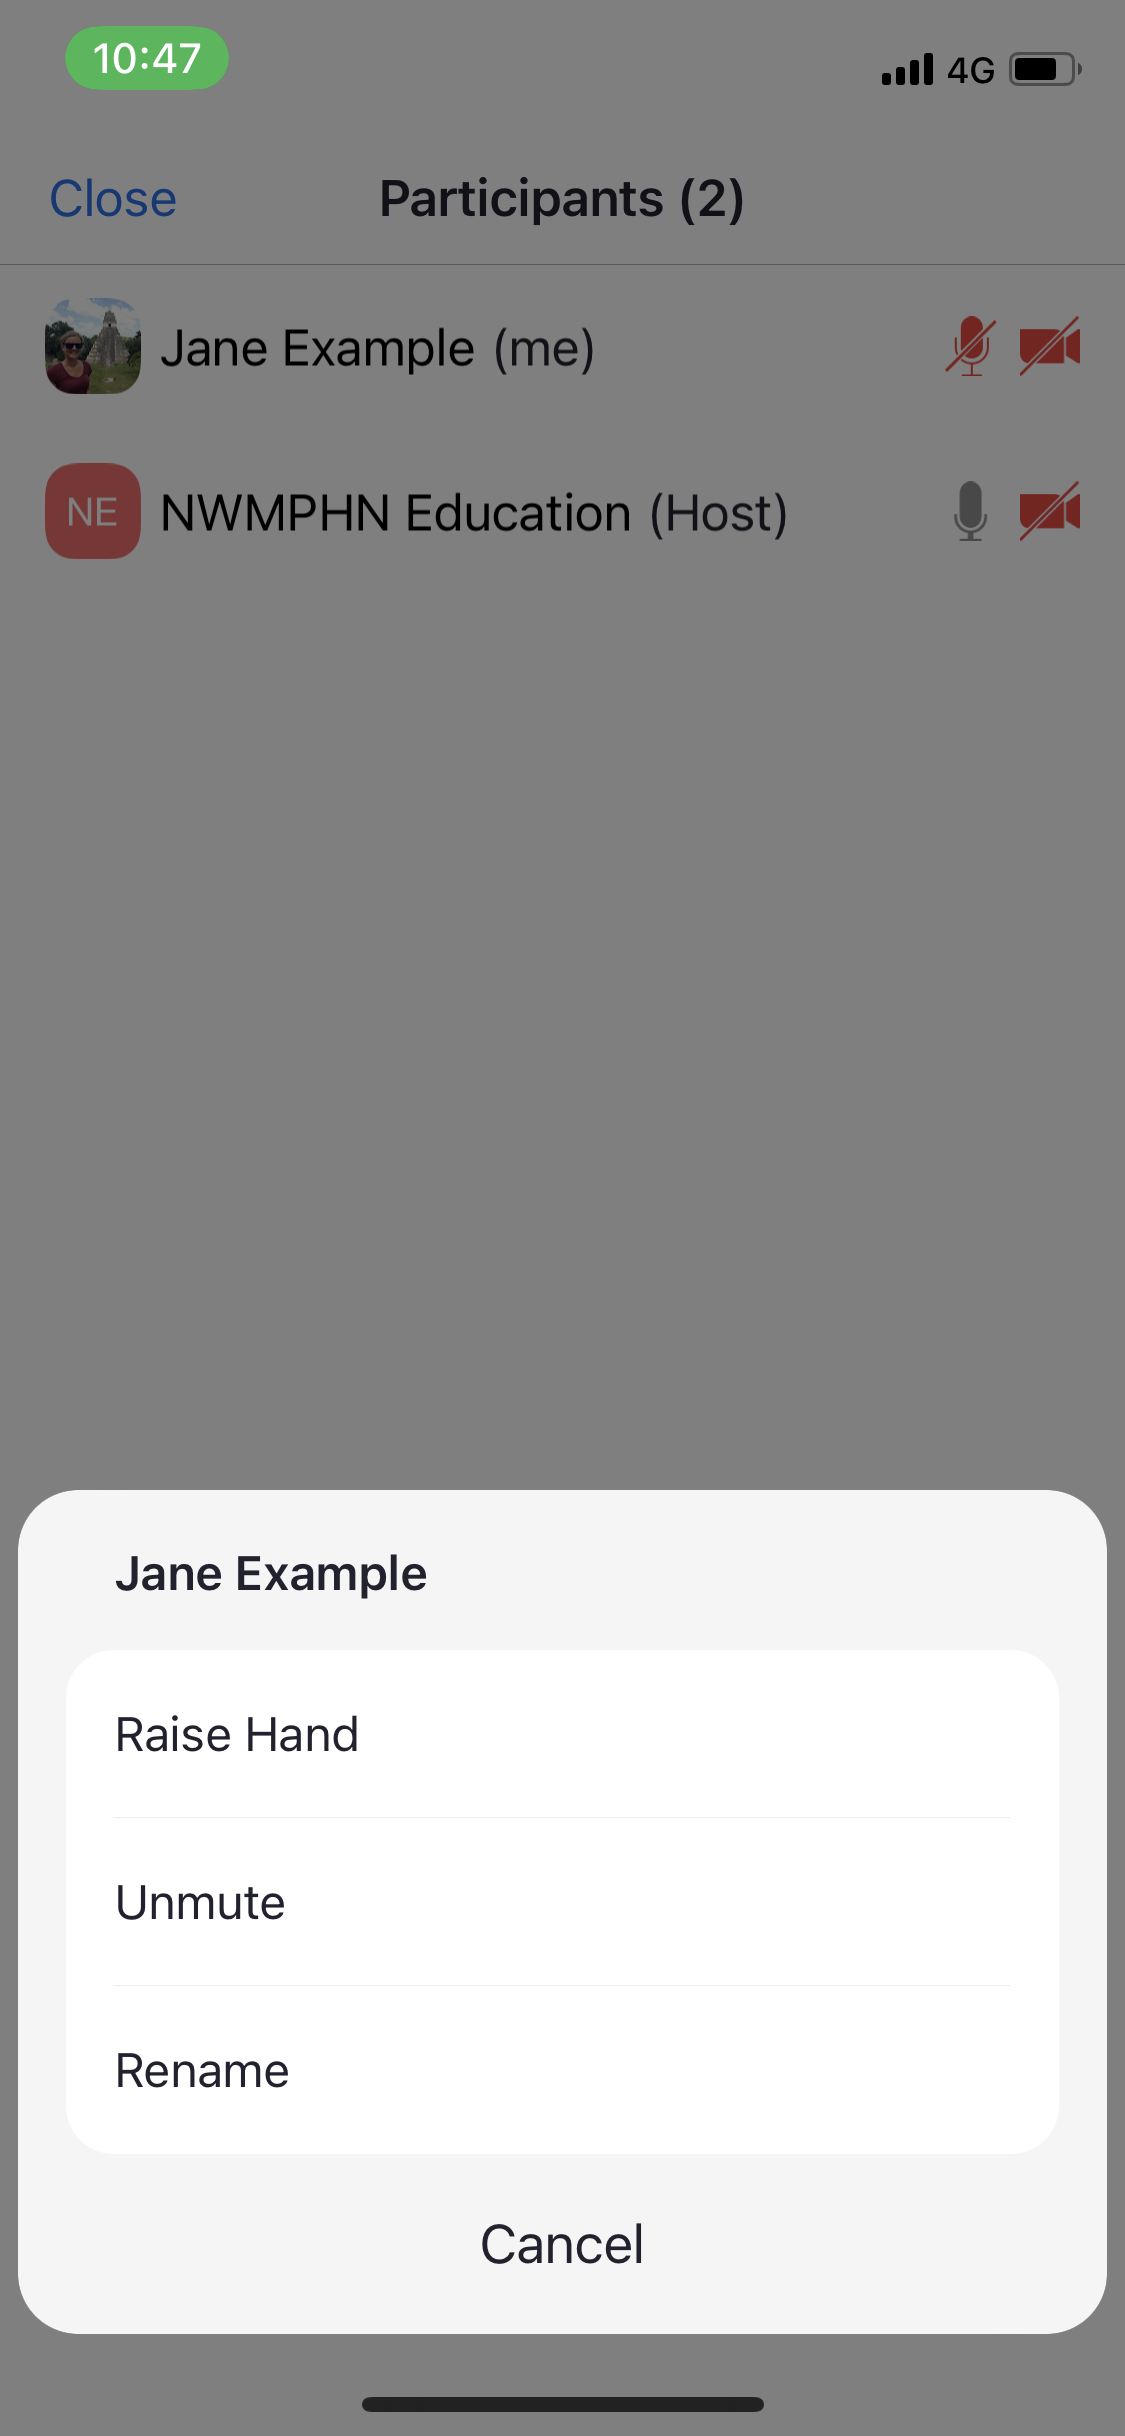 10:47
4G
Close
Participants (2)
Jane Example (me)
NE
NWMPHN Education (Host)
Jane Example
Raise Hand
Unmute
Rename
Cancel